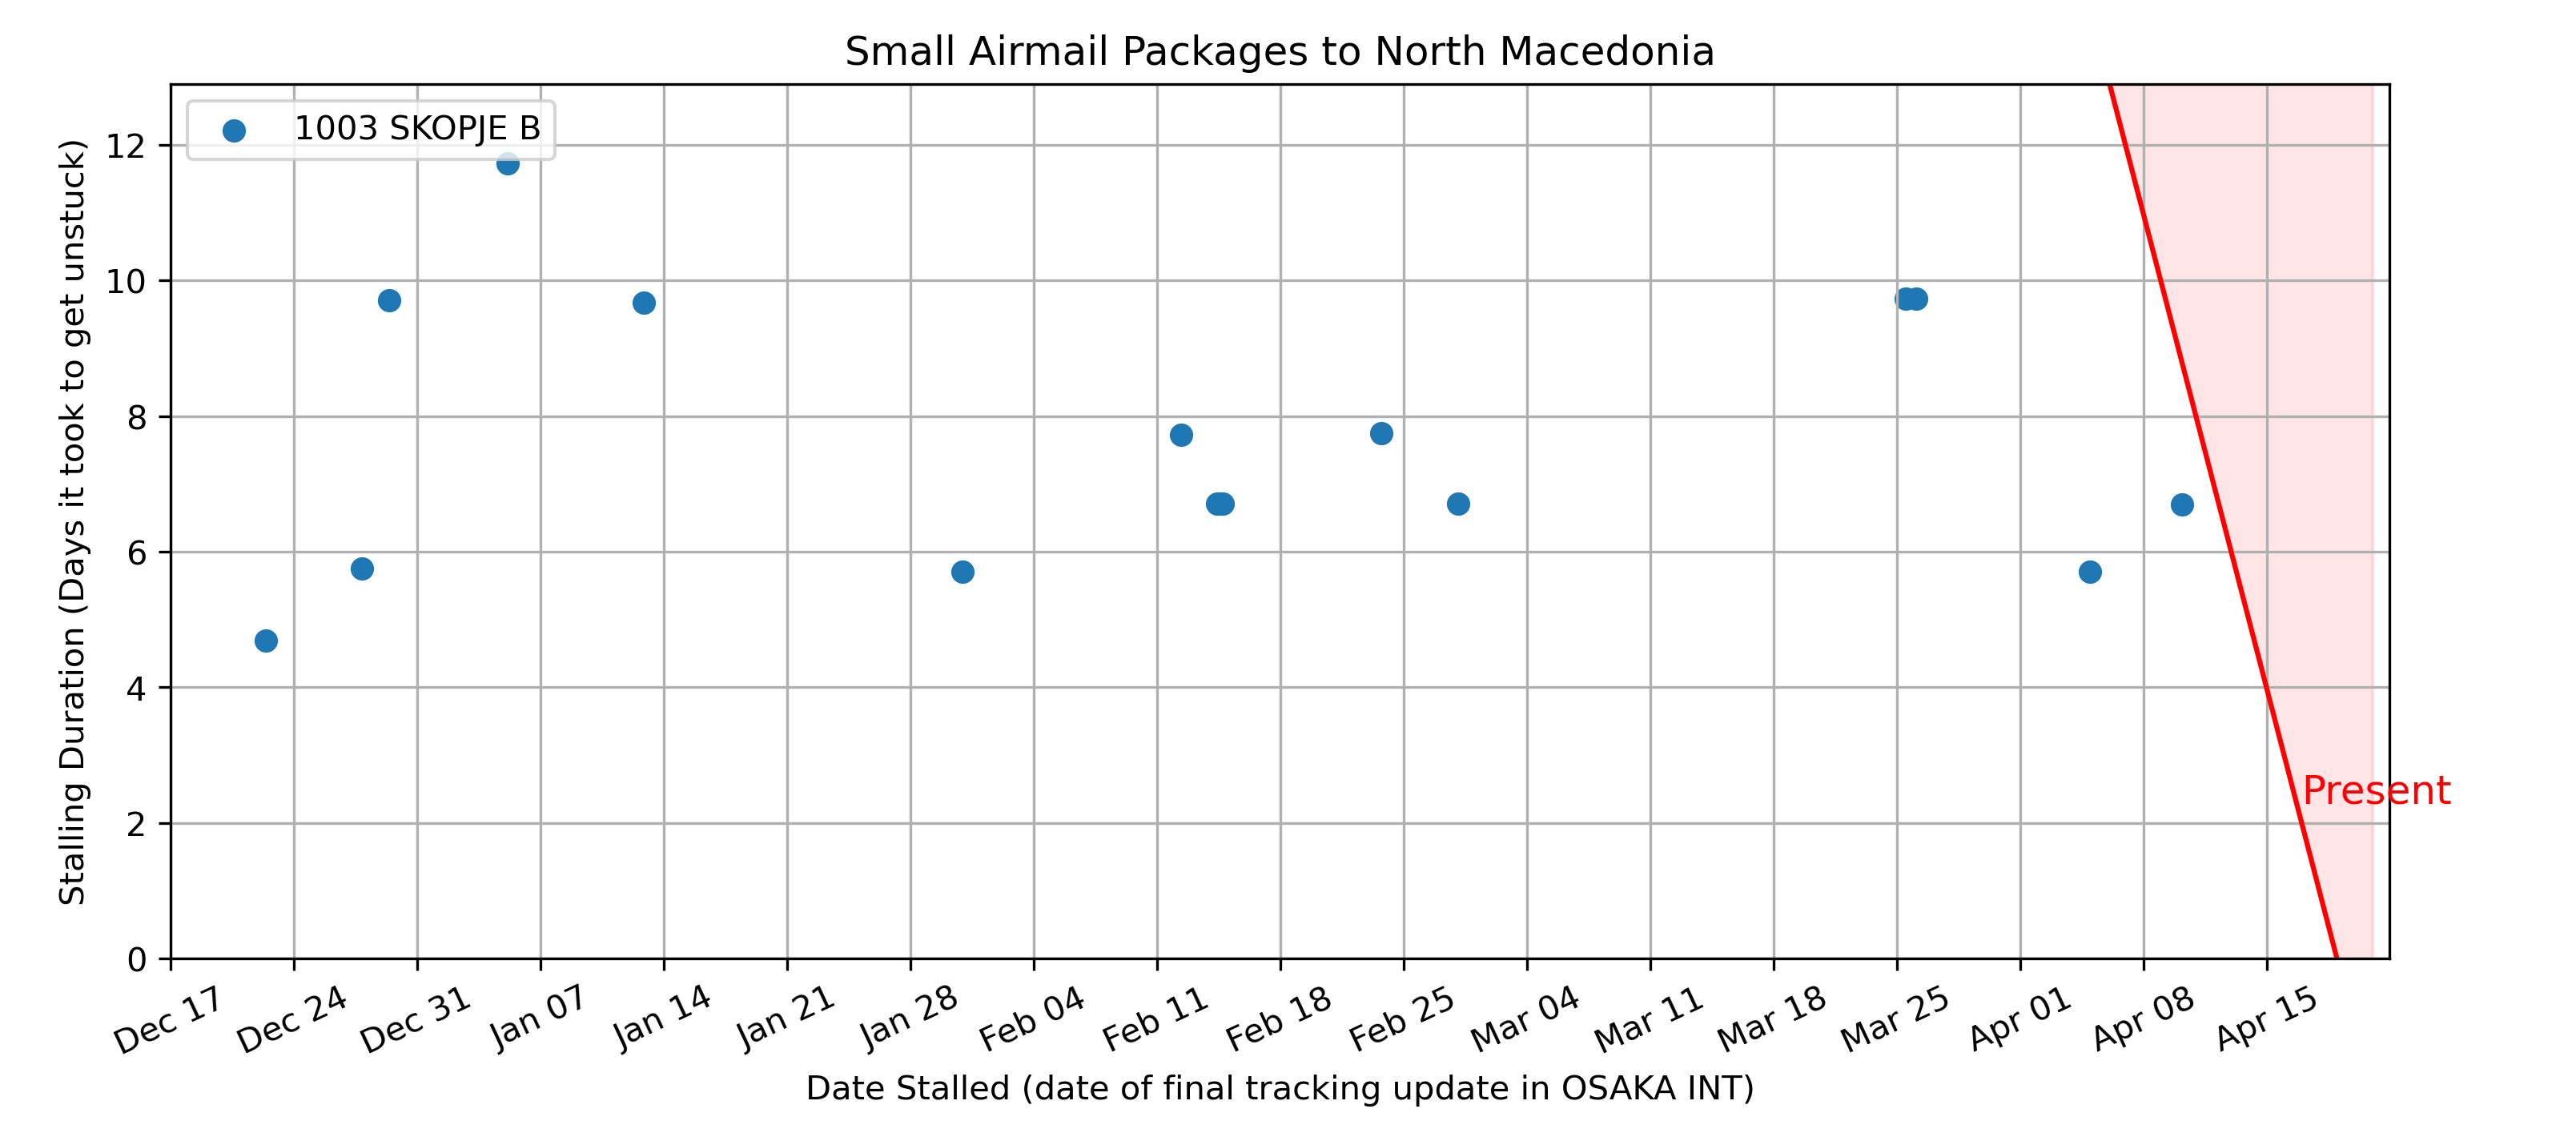 Small Airmail Packages to North Macedonia
1003 SKOPJE B
Stalling Duration (Days it took to get unstuck)
12
10
8
6
4
2
0
Present
Dec 17
Dec 24
Dec 31
Jan 07
Jan 14
Jan 21
Jan 28
Feb 04
Feb 11
Feb 18
Feb 25
Mar 04
Mar 11
Mar 18
Mar 25
Apr 01
Apr 08
Apr 15
Date Stalled (date of final tracking update in OSAKA INT)